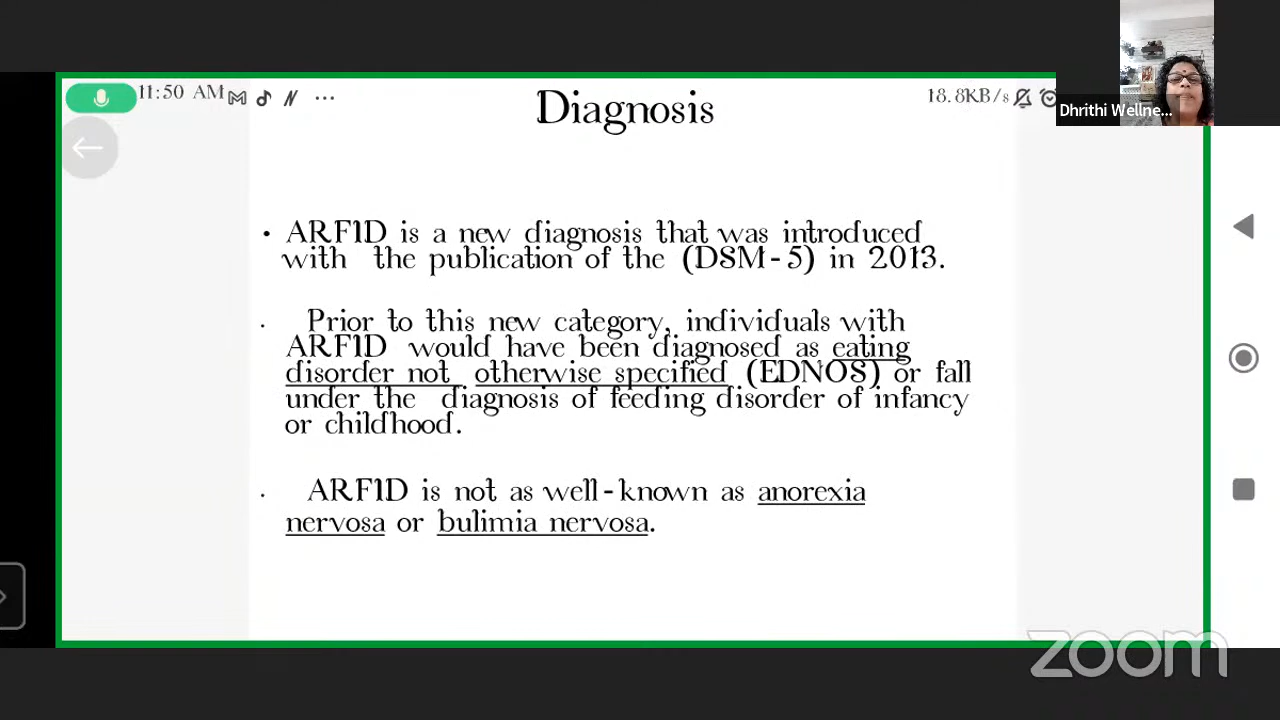 11:50 AM
18.8KB/s
Dhrithi Wellne...
Diagnosis
• ARFID is a new diagnosis that was introduced
with the publication of the (DSM-5) in 2013.
· Prior to this new category, individuals with
ARFID would have been diagnosed as eating
disorder not otherwise specified (EDNOS) or fall
under the diagnosis of feeding disorder of infancy
or childhood.
· ARFID is not as well-known as anorexia
nervosa or bulimia nervosa.
zoom